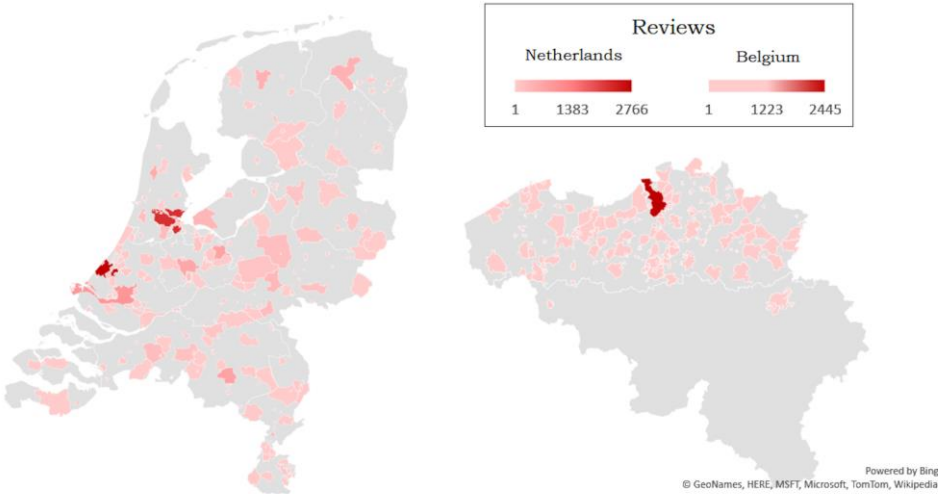 Reviews
Netherlands Belgium
1 1383 2766 1 1223 2445
Powered by Bing
© GeoNames, HERE, MSFT, Microsoft, TomTom, Wikipedia